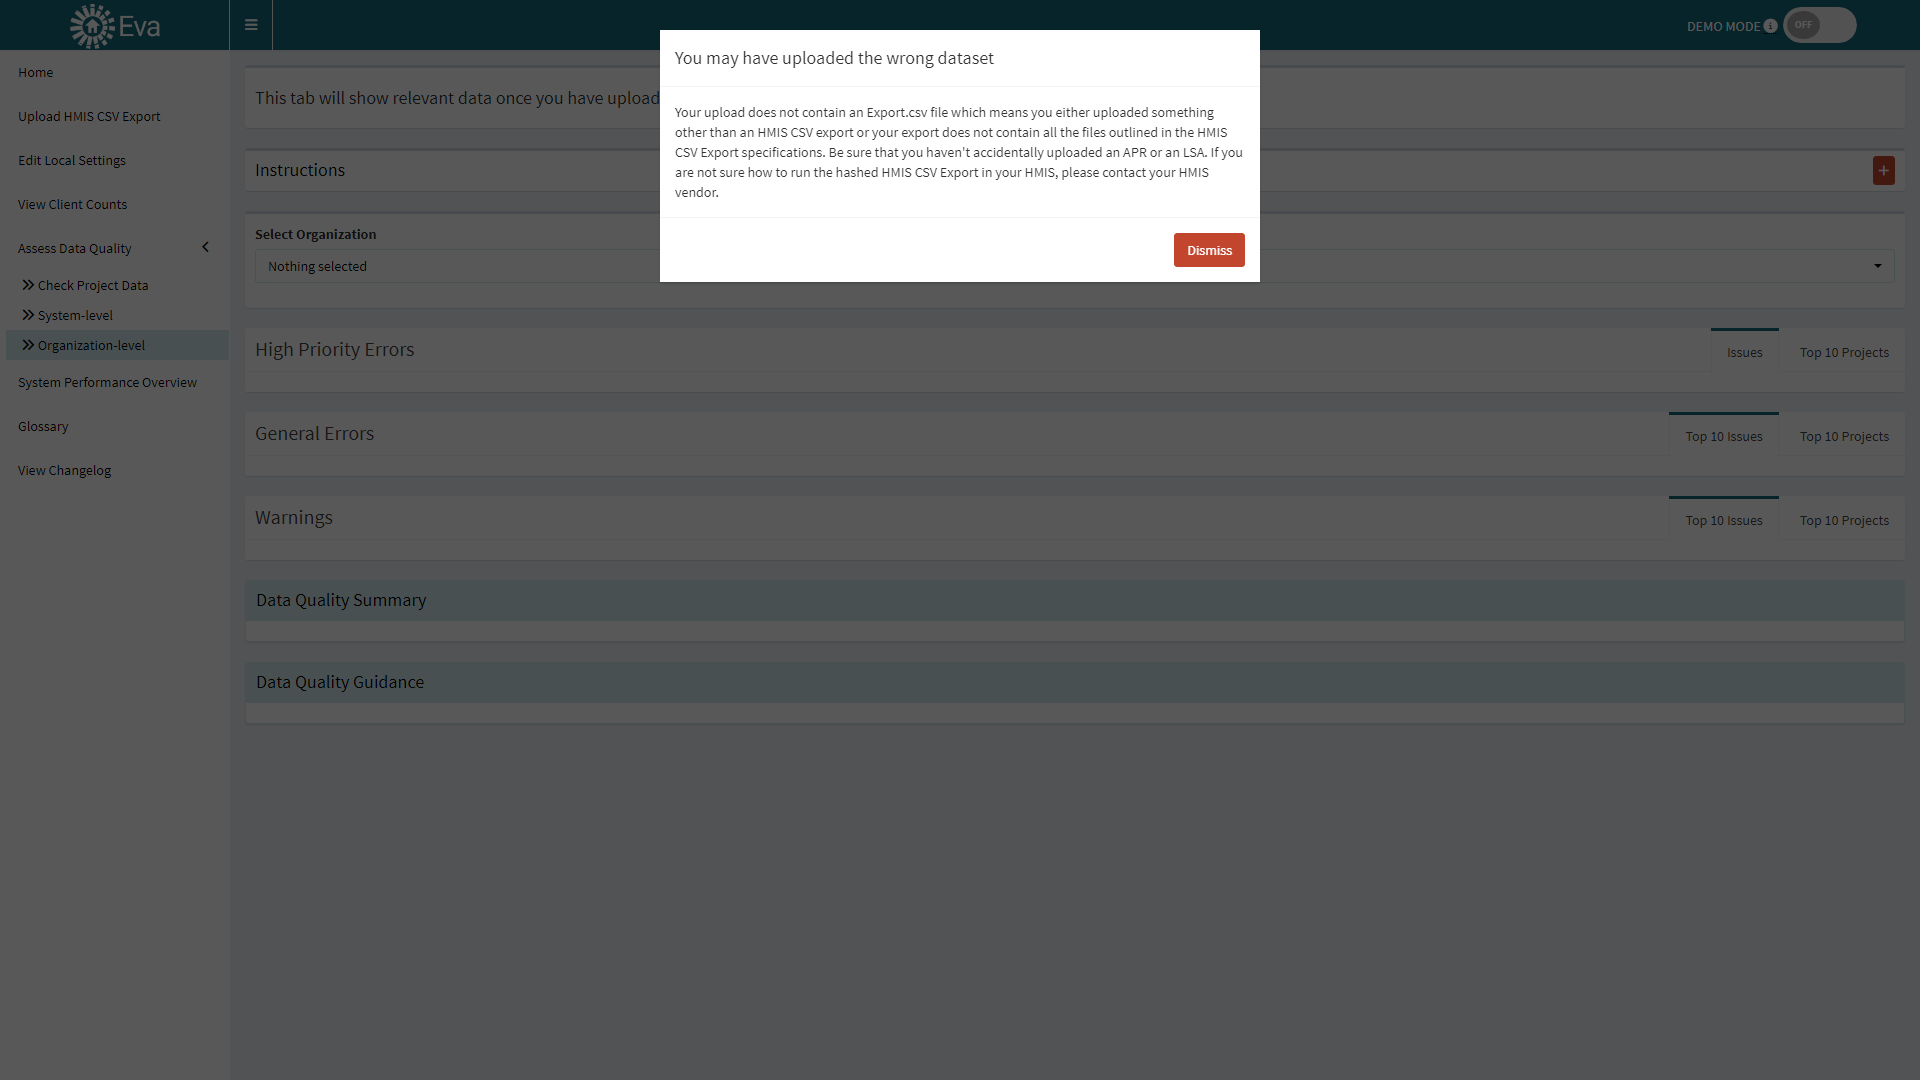 Eva
DEMO MODE
OFF
Home
Upload HMIS CSV Export
Edit Local Settings
View Client Counts
Assess Data Quality
Check Project Data
System-level
Organization-level
System Performance Overview
Glossary
View Changelog
You may have uploaded the wrong dataset
Your upload does not contain an Export.csv file which means you either uploaded something
other than an HMIS CSV export or your export does not contain all the files outlined in the HMIS
CSV Export specifications. Be sure that you haven't accidentally uploaded an APR or an LSA. If you
are not sure how to run the hashed HMIS CSV Export in your HMIS, please contact your HMIS
vendor.
Dismiss
This tab will show relevant data once you have upload
Instructions
Select Organization
Nothing selected
High Priority Errors
Issues
Top 10 Projects
General Errors
Top 10 Issues
Top 10 Projects
Warnings
Top 10 Issues
Top 10 Projects
Data Quality Summary
Data Quality Guidance